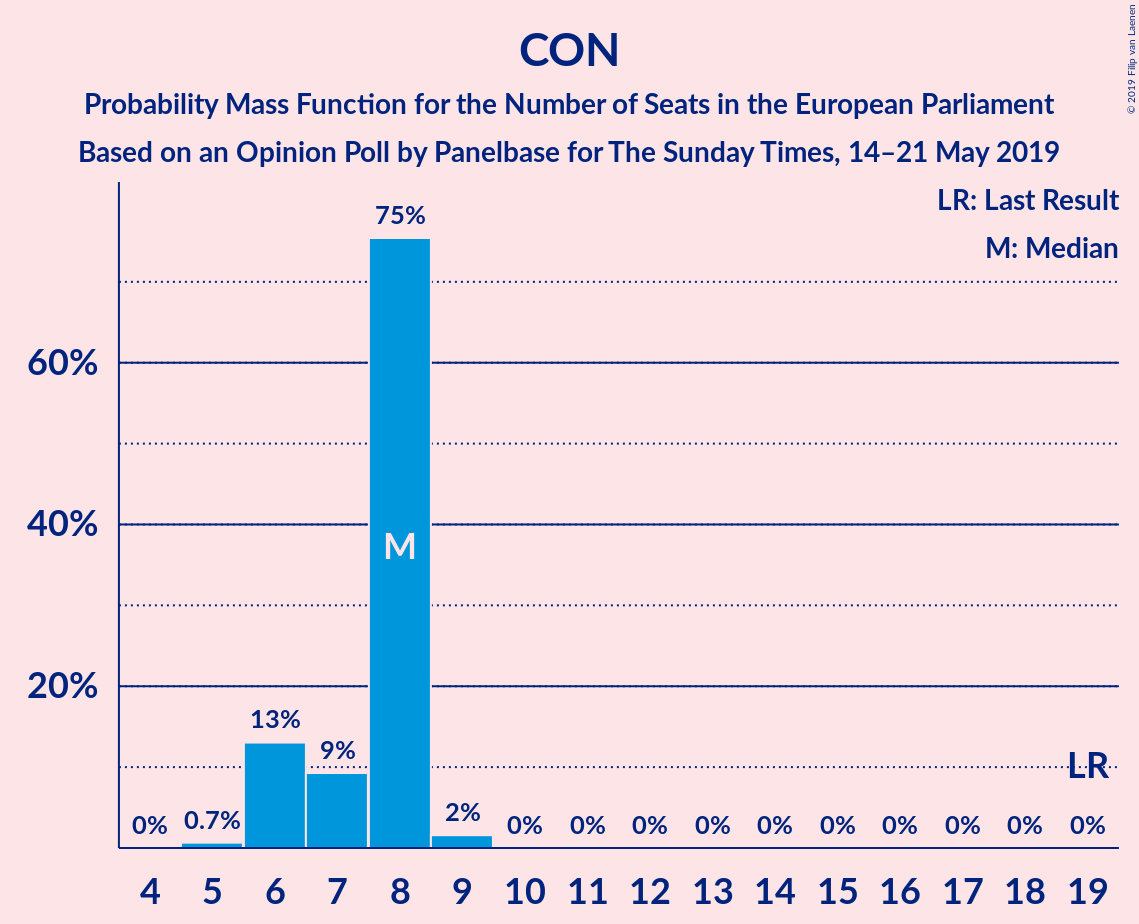 CON
Probability Mass Function for the Number of Seats in the European Parliament
Based on an Opinion Poll by Panelbase for The Sunday Times, 14–21 May 2019
© 2019 Filip van Laenen
LR: Last Result
M: Median
60%
40%
20%
0%
0.7%
13%
9%
75%
M
2%
0%
0%
0%
0%
0%
0%
0%
0%
0%
0%
LR
4 5 6 7 8 9 10 11 12 13 14 15 16 17 18 19